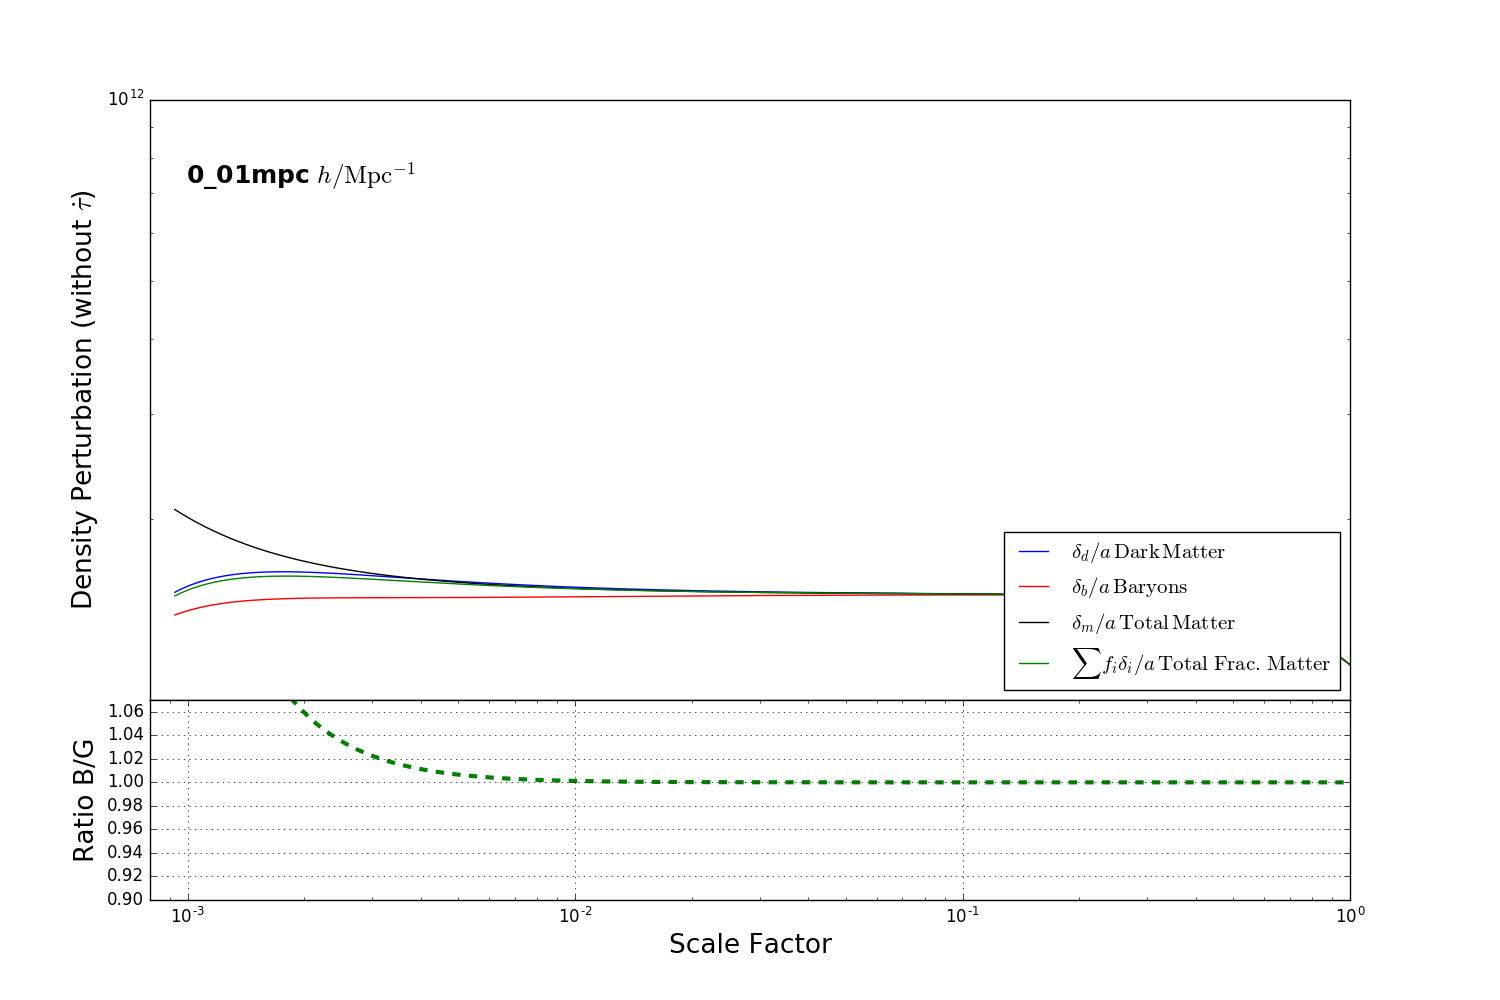 10^12
0_01mpc h/Mpc⁻¹
Density Perturbation (without τ̇)
δ_d/a Dark Matter
δ_b/a Baryons
δ_m/a Total Matter
∑ f_iδ_i/a Total Frac. Matter
Ratio B/G
1.06
1.04
1.02
1.00
0.98
0.96
0.94
0.92
0.90
10^-3 10^-2 10^-1 10^0
Scale Factor